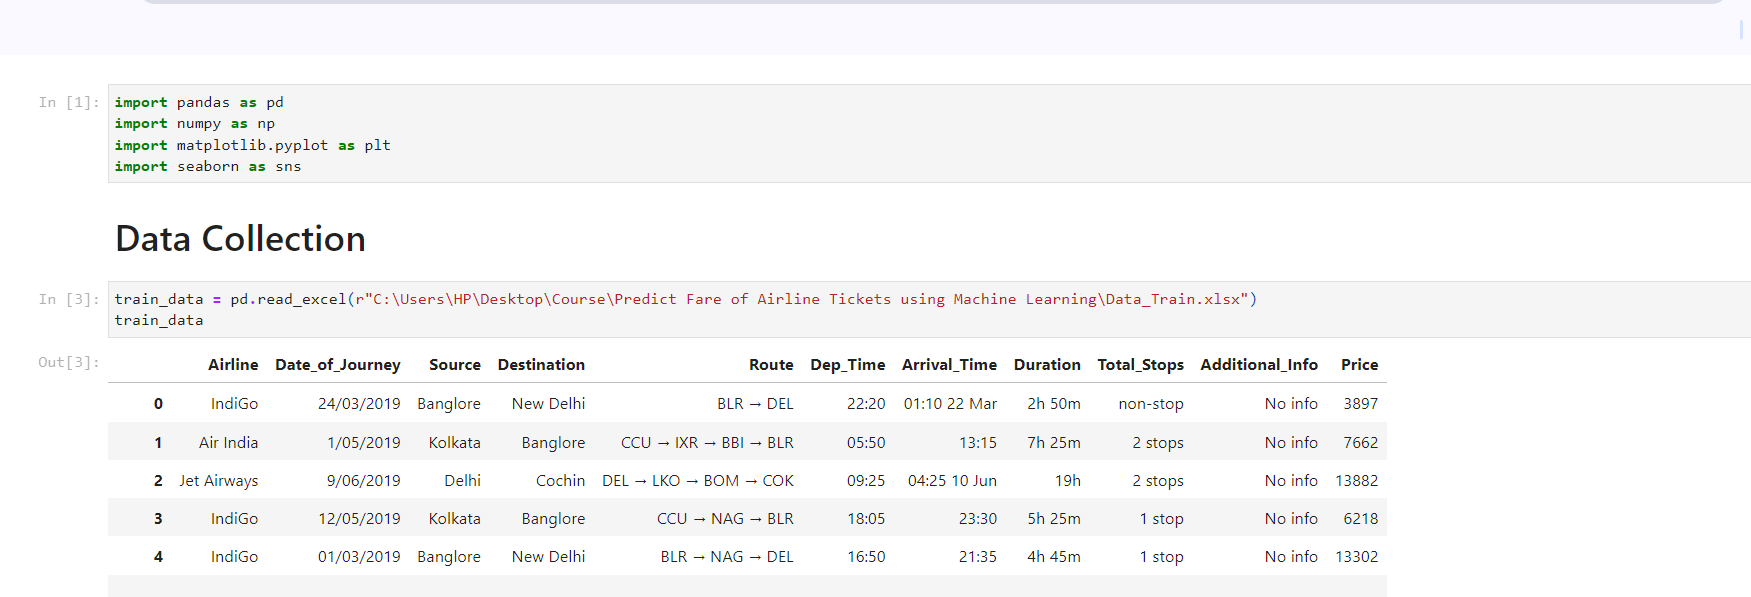 In [1]: import pandas as pd
import numpy as np
import matplotlib.pyplot as plt
import seaborn as sns
Data Collection
In [3]: train_data = pd.read_excel(r"C:\Users\HP\Desktop\Course\Predict Fare of Airline Tickets using Machine Learning\Data_Train.xlsx")
train_data
Out[3]: Airline Date_of_Journey Source Destination Route Dep_Time Arrival_Time Duration Total_Stops Additional_Info Price
0 IndiGo 24/03/2019 Banglore New Delhi BLR → DEL 22:20 01:10 22 Mar 2h 50m non-stop No info 3897
1 Air India 1/05/2019 Kolkata Banglore CCU → IXR → BBI → BLR 05:50 13:15 7h 25m 2 stops No info 7662
2 Jet Airways 9/06/2019 Delhi Cochin DEL → LKO → BOM → COK 09:25 04:25 10 Jun 19h 2 stops No info 13882
3 IndiGo 12/05/2019 Kolkata Banglore CCU → NAG → BLR 18:05 23:30 5h 25m 1 stop No info 6218
4 IndiGo 01/03/2019 Banglore New Delhi BLR → NAG → DEL 16:50 21:35 4h 45m 1 stop No info 13302